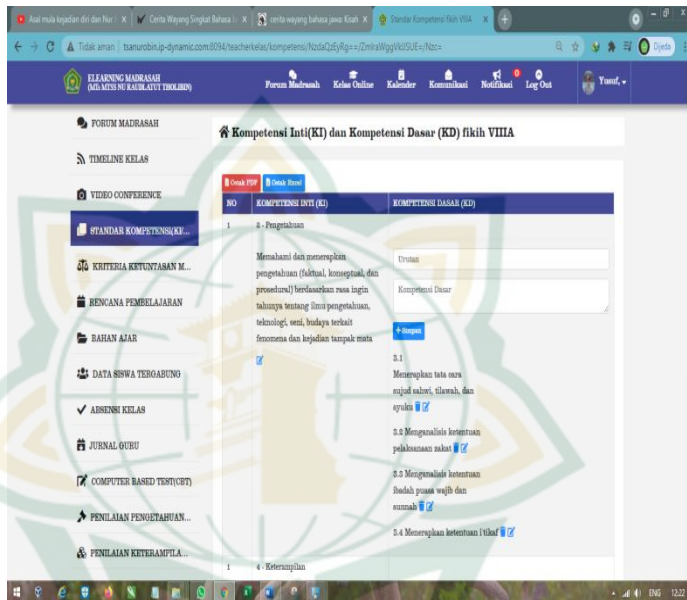 Asal mula kejadian diri dan Nur
Cerita Wayang Singkat Bahasa
cerita wayang bahasa jawa: Kisah
Standar Kompetensi fikih VIIIA
Tidak aman
tsanurobin.ip-dynamic.com:8094/teacherkelas/kompetensi/NzdaQzEyRg==/ZmlraWggVklJSUE=/Nzc=
Dijeda
ELEARNING MADRASAH
(MTs MTSS NU RAUDLATUT THOLIBIN)
Forum Madrasah
Kelas Online
Kalender
Komunikasi
Notifikasi
Log Out
Yusuf,
FORUM MADRASAH
TIMELINE KELAS
VIDEO CONFERENCE
STANDAR KOMPETENSI(KI/...
KRITERIA KETUNTASAN M...
RENCANA PEMBELAJARAN
BAHAN AJAR
DATA SISWA TERGABUNG
ABSENSI KELAS
JURNAL GURU
COMPUTER BASED TEST(CBT)
PENILAIAN PENGETAHUAN...
PENILAIAN KETERAMPILA...
Kompetensi Inti(KI) dan Kompetensi Dasar (KD) fikih VIIIA
Cetak PDF
Cetak Excel
NO
KOMPETENSI INTI (KI)
KOMPETENSI DASAR (KD)
1
3 - Pengetahuan
Memahami dan menerapkan
pengetahuan (faktual, konseptual, dan
prosedural) berdasarkan rasa ingin
tahunya tentang ilmu pengetahuan,
teknologi, seni, budaya terkait
fenomena dan kejadian tampak mata
Urutan
Kompetensi Dasar
+ Simpan
3.1
Menerapkan tata cara
sujud sahwi, tilawah, dan
syuku
3.2 Menganalisis ketentuan
pelaksanaan zakat
3.3 Menganalisis ketentuan
ibadah puasa wajib dan
sunnah
3.4 Menerapkan ketentuan i'tikaf
1
4 - Keterampilan
ENG
12:22